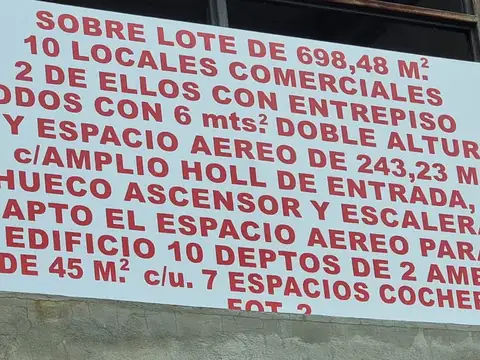 SOBRE LOTE DE 698,48 M².
10 LOCALES COMERCIALES
2 DE ELLOS CON ENTREPISO
ODOS CON 6 mts². DOBLE ALTUR
Y ESPACIO AEREO DE 243,23 M
c/AMPLIO HOLL DE ENTRADA,
HUECO ASCENSOR Y ESCALERA
APTO EL ESPACIO AEREO PARA
EDIFICIO 10 DEPTOS DE 2 AMB
DE 45 M². c/u. 7 ESPACIOS COCHER
FOT. 2